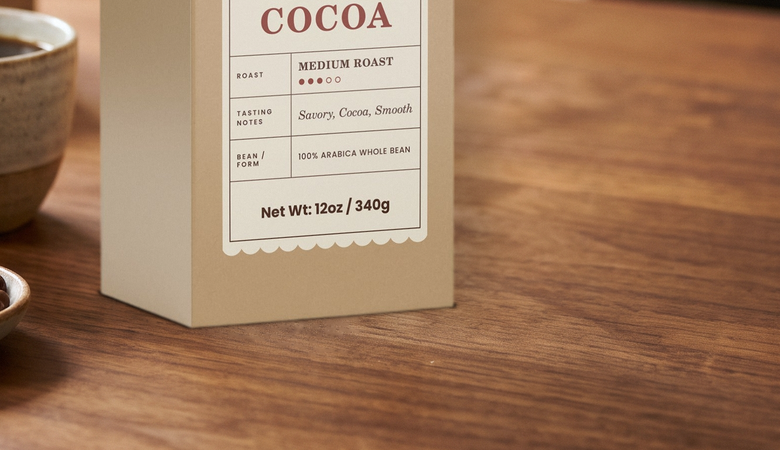 COCOA
ROAST
MEDIUM ROAST
TASTING
NOTES
Savory, Cocoa, Smooth
BEAN /
FORM
100% ARABICA WHOLE BEAN
Net Wt: 12oz / 340g